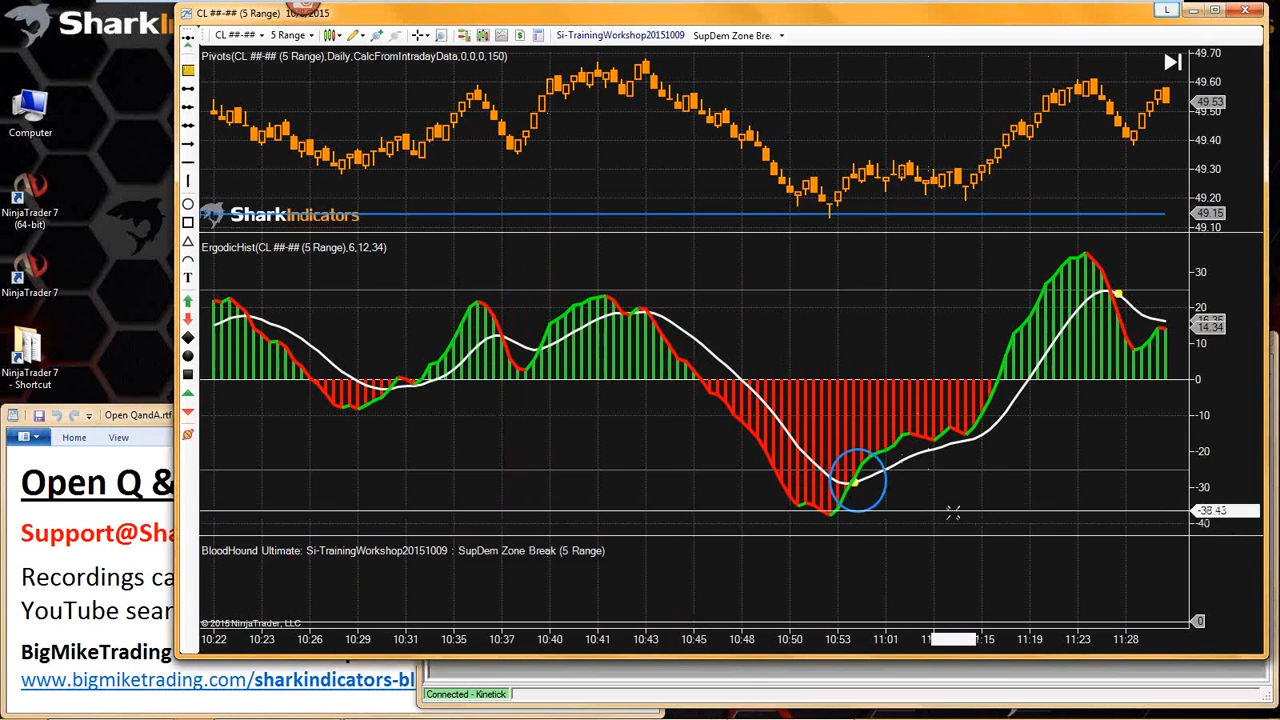 Shark
CL ##-## (5 Range) 10/8/2015
L
CL ##-##
5 Range
Si-TrainingWorkshop20151009
SupDem Zone Brea
Pivots(CL ##-## (5 Range),Daily,CalcFromIntradayData,0,0,0,150)
49.70
49.60
49.53
49.50
49.40
49.30
49.20
49.15
49.10
SharkIndicators
ErgodicHist(CL ##-## (5 Range),6,12,34)
30
20
14.34
10
0
-10
-20
-30
-38.43
-40
BloodHound Ultimate: Si-TrainingWorkshop20151009 : SupDem Zone Break (5 Range)
© 2015 NinjaTrader, LLC
0
10:22 10:23 10:26 10:29 10:31 10:35 10:37 10:40 10:41 10:43 10:45 10:48 10:50 10:53 11:01 11:15 11:19 11:23 11:28
Computer
NinjaTrader 7
(64-bit)
NinjaTrader 7
NinjaTrader 7
- Shortcut
T
Open QandA.rtf
Home View
Open Q &
Support@Sha
Recordings ca
YouTube sear
BigMikeTrading
www.bigmiketrading.com/sharkindicators-bl
Connected - Kinetick